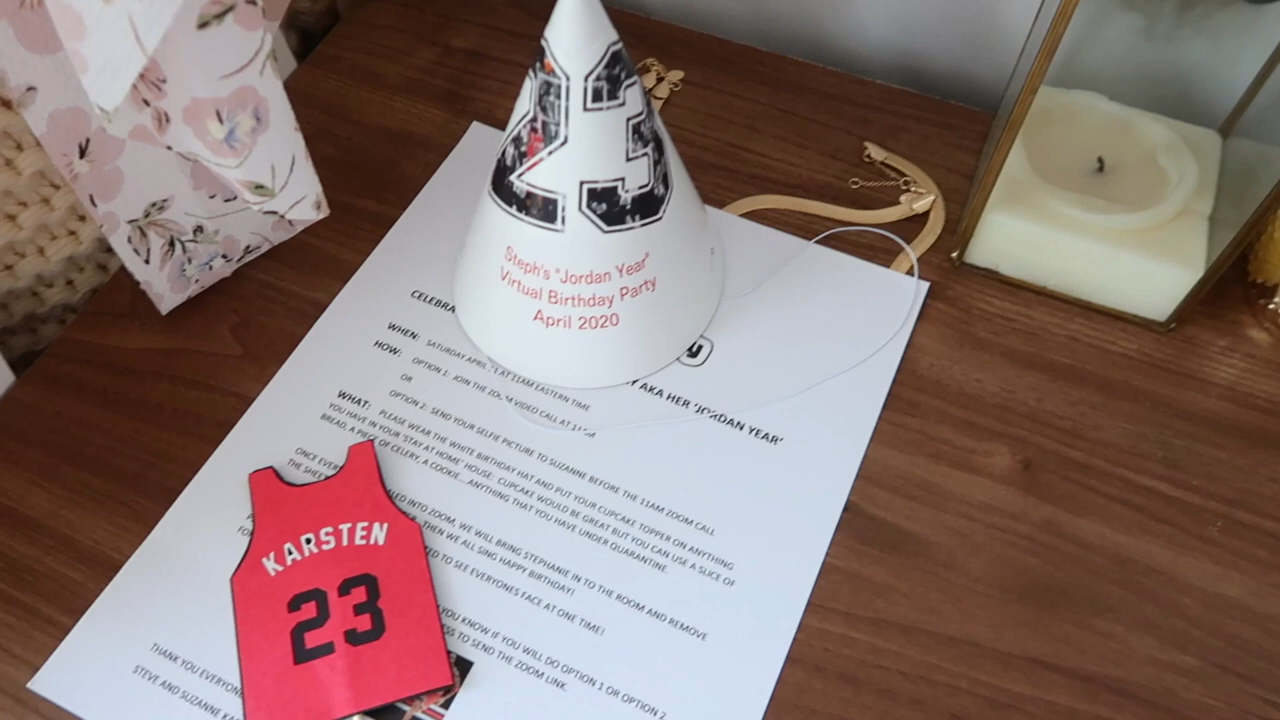 23
Steph's "Jordan Year"
Virtual Birthday Party
April 2020
CELEBRA
Y AKA HER 'JORDAN YEAR'
WHEN: SATURDAY APRIL AT 11AM EASTERN TIME
HOW: OPTION 1: JOIN THE ZOOM VIDEO CALL AT 11AM
OR
OPTION 2: SEND YOUR SELFIE PICTURE TO SUZANNE BEFORE THE 11AM ZOOM CALL
WHAT: PLEASE WEAR THE WHITE BIRTHDAY HAT AND PUT YOUR CUPCAKE TOPPER ON ANYTHING
YOU HAVE IN YOUR 'STAY AT HOME' HOUSE: CUPCAKE WOULD BE GREAT BUT YOU CAN USE A SLICE OF
BREAD, A PIECE OF CELERY, A COOKIE...ANYTHING THAT YOU HAVE UNDER QUARANTINE.
ONCE EVER ALED INTO ZOOM, WE WILL BRING STEPHANIE IN TO THE ROOM AND REMOVE
THE SHEET THEN WE ALL SING HAPPY BIRTHDAY!
TED TO SEE EVERYONES FACE AT ONE TIME!
YOU KNOW IF YOU WILL DO OPTION 1 OR OPTION 2
SS TO SEND THE ZOOM LINK.
THANK YOU EVERYONE
STEVE AND SUZANNE KA
KARSTEN
23